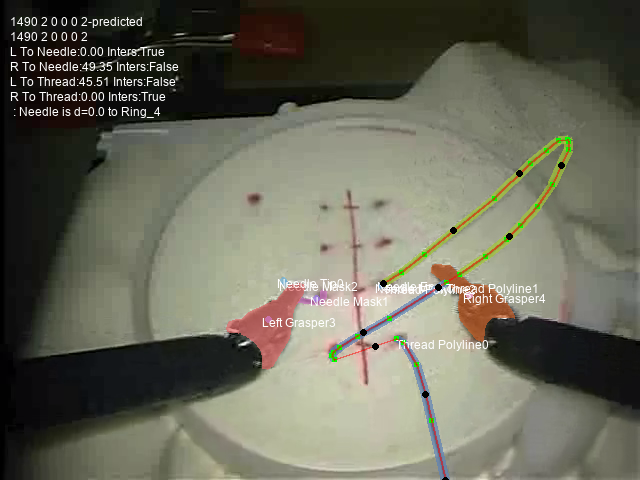 1490 2 0 0 0 2-predicted
1490 2 0 0 0 2
L To Needle:0.00 Inters:True
R To Needle:49.35 Inters:False
L To Thread:45.51 Inters:False
R To Thread:0.00 Inters:True
: Needle is d=0.0 to Ring_4
Needle Tip0
Needle Mask2
Thread Polyline1
Needle Mask1
Right Grasper4
Left Grasper3
Thread Polyline0